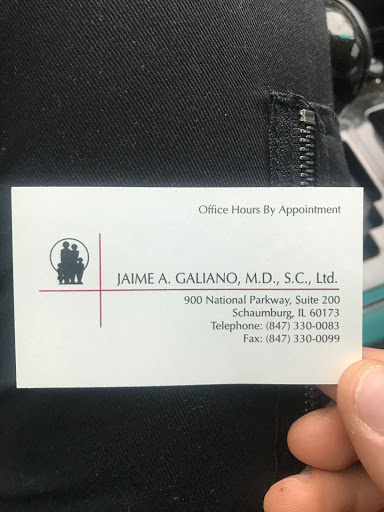 Office Hours By Appointment
JAIME A. GALIANO, M.D., S.C., Ltd.
900 National Parkway, Suite 200
Schaumburg, IL 60173
Telephone: (847) 330-0083
Fax: (847) 330-0099